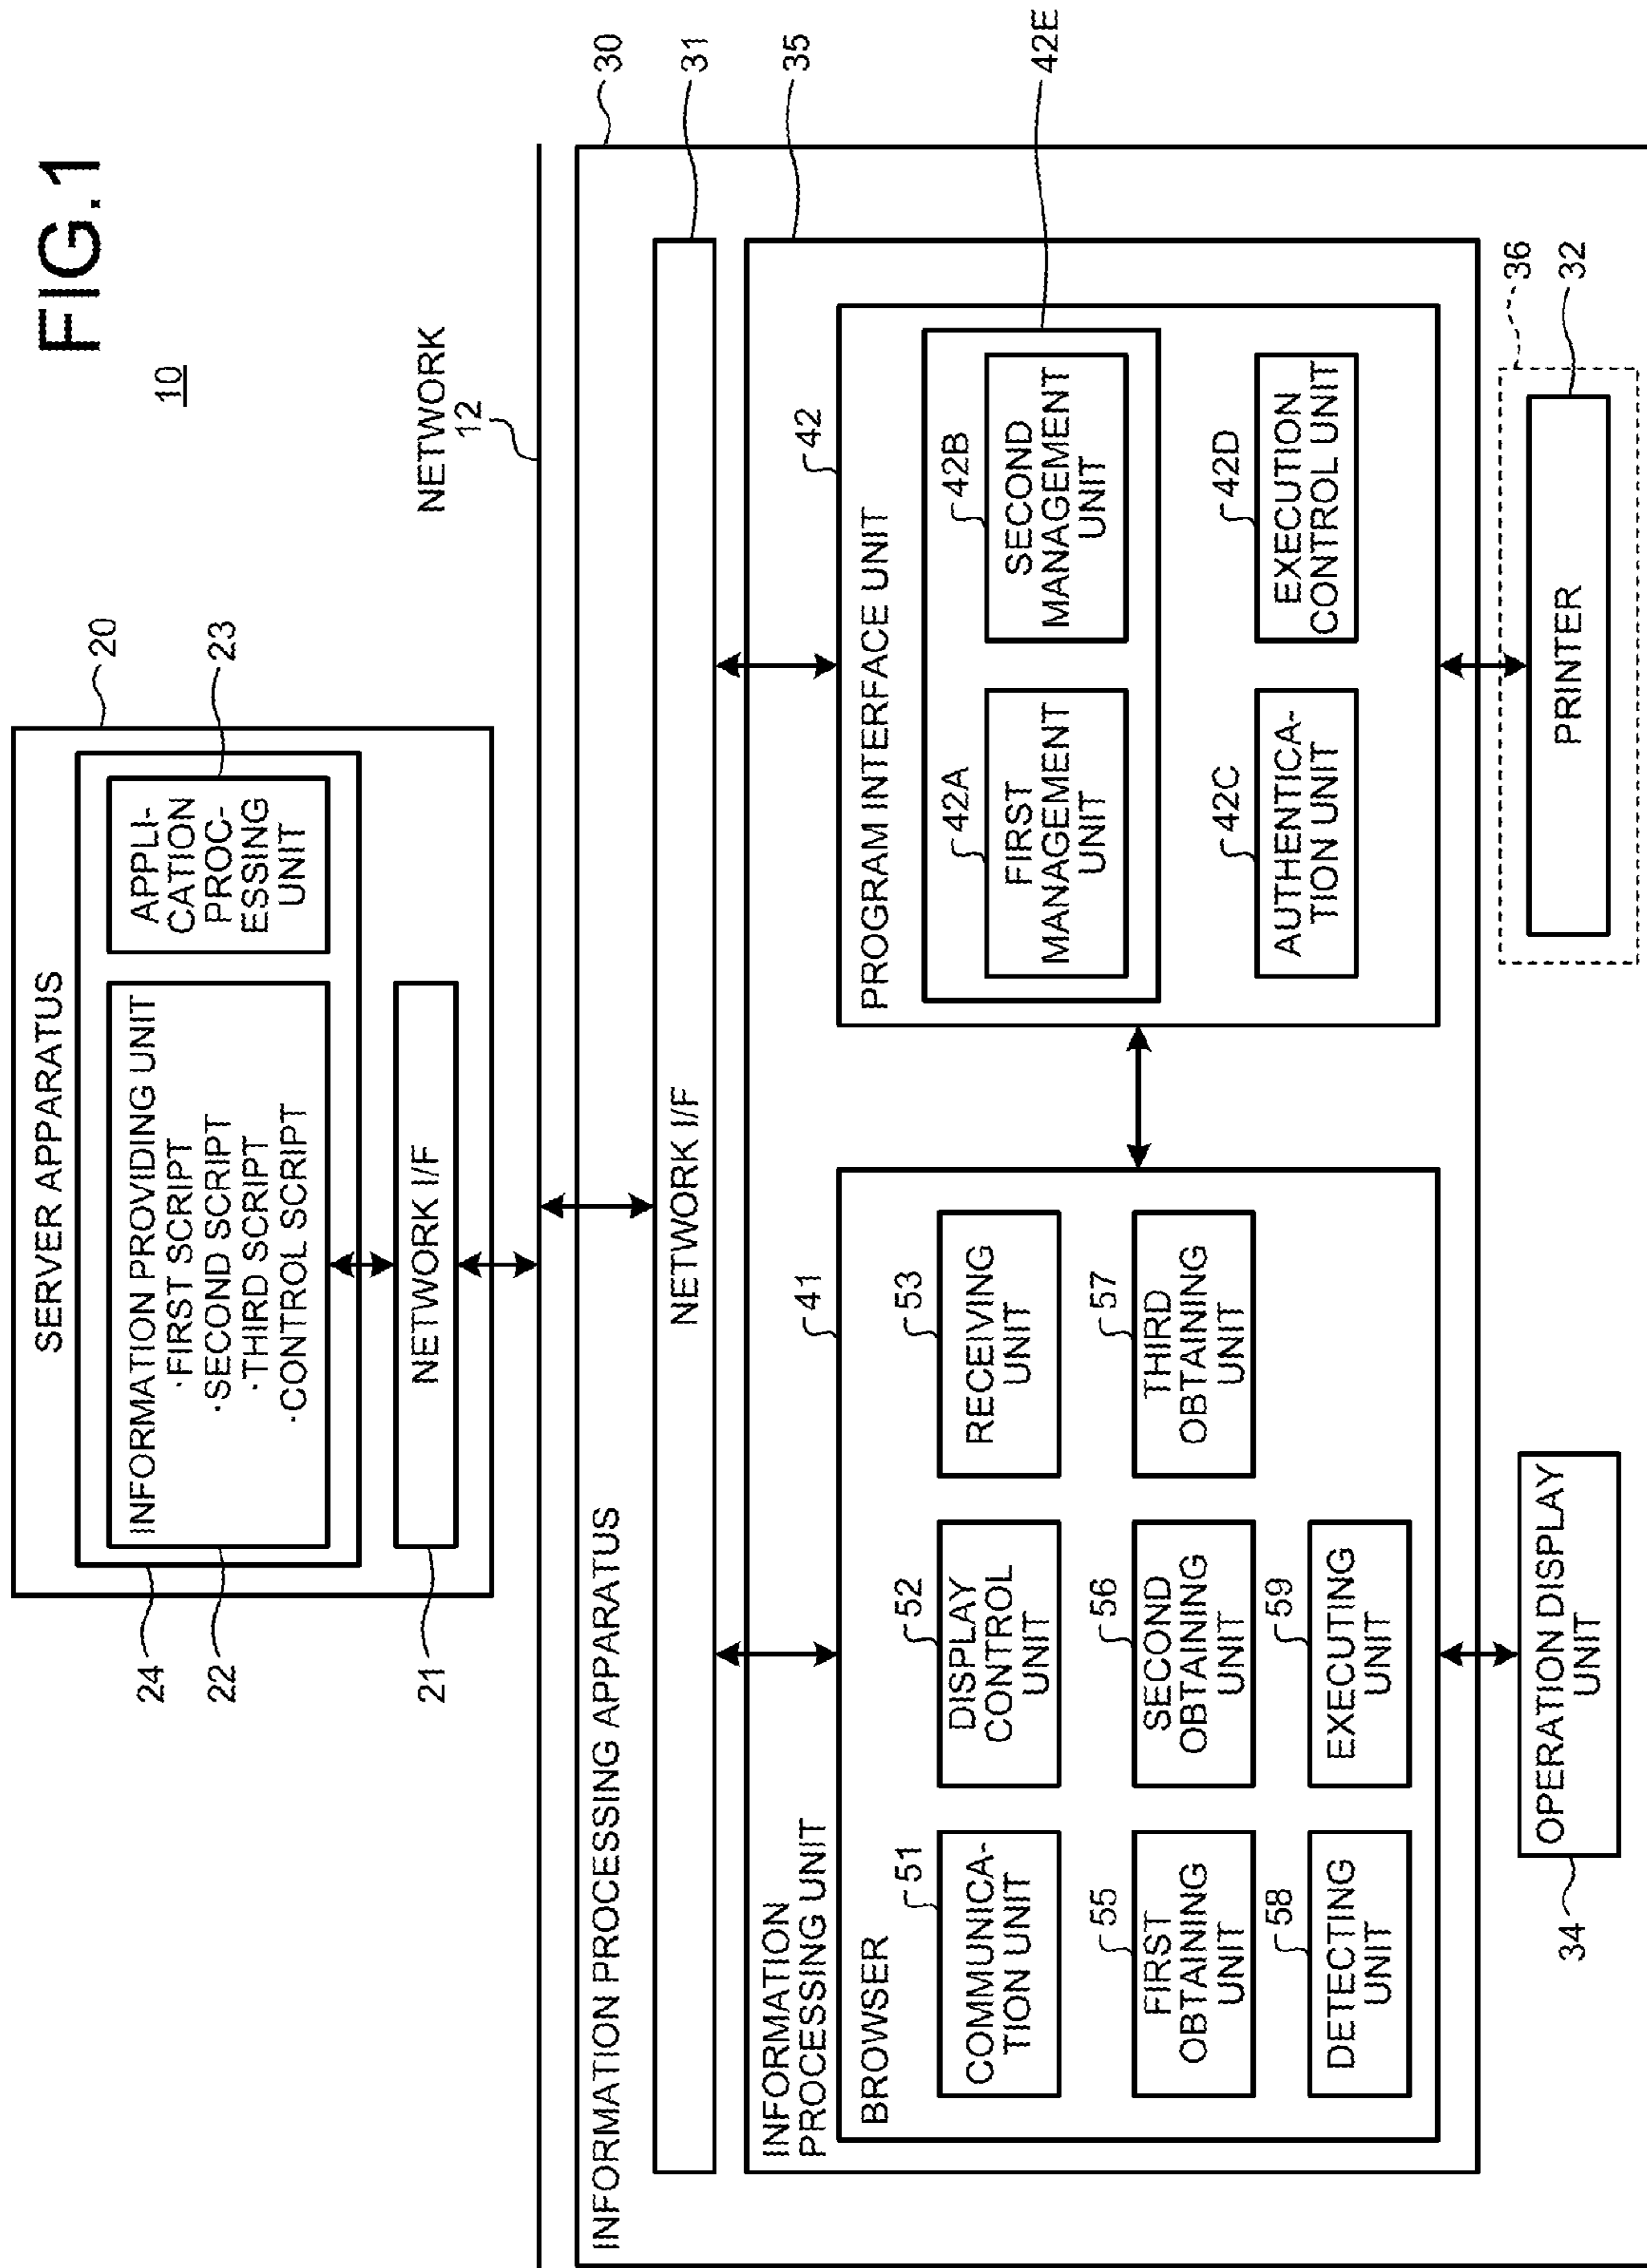 FIG.1
10
SERVER APPARATUS
20
24
INFORMATION PROVIDING UNIT
·FIRST SCRIPT
·SECOND SCRIPT
·THIRD SCRIPT
·CONTROL SCRIPT
22
APPLI-
CATION
PROC-
ESSING
UNIT
23
NETWORK I/F
21
NETWORK
12
INFORMATION PROCESSING APPARATUS
30
NETWORK I/F
31
INFORMATION
PROCESSING UNIT
35
BROWSER
41
COMMUNICA-
TION UNIT
51
DISPLAY
CONTROL
UNIT
52
RECEIVING
UNIT
53
FIRST
OBTAINING
UNIT
55
SECOND
OBTAINING
UNIT
56
THIRD
OBTAINING
UNIT
57
DETECTING
UNIT
58
EXECUTING
UNIT
59
PROGRAM INTERFACE UNIT
42
42E
FIRST
MANAGEMENT
UNIT
42A
SECOND
MANAGEMENT
UNIT
42B
AUTHENTICA-
TION UNIT
42C
EXECUTION
CONTROL UNIT
42D
OPERATION DISPLAY
UNIT
34
PRINTER
36
32